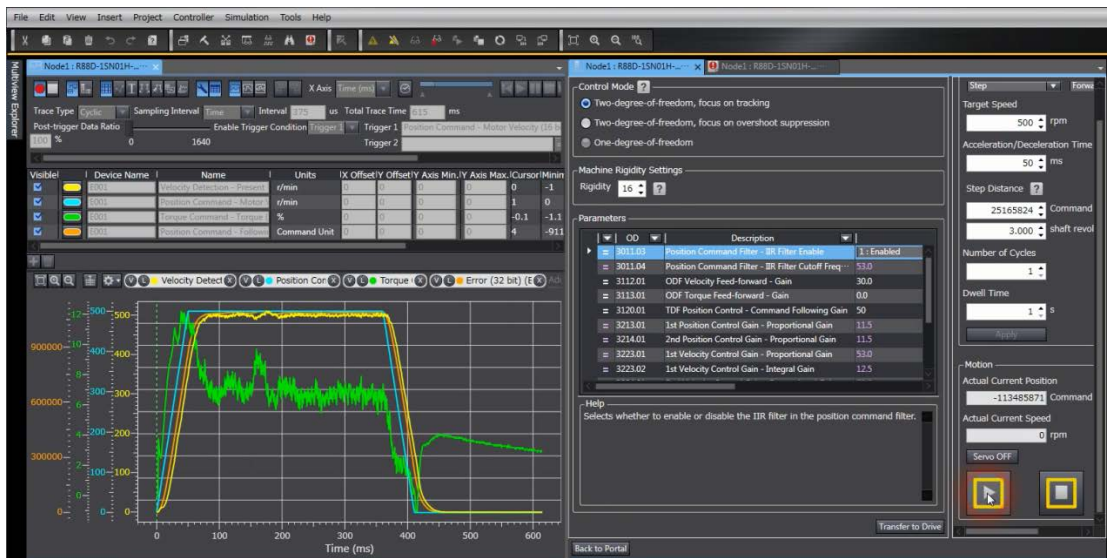 File Edit View Insert Project Controller Simulation Tools Help
Multiview Explorer
Node1 : R88D-1SN01H-...
X Axis Time (ms)
Trace Type Cyclic Sampling Interval Time Interval 375 us Total Trace Time 615 ms
Post-trigger Data Ratio Enable Trigger Condition Trigger 1 Trigger 1 Position Command - Motor Velocity (16 bi
100 % 0 1640 Trigger 2
Visible Device Name Name Units X Offset Y Offset Y Axis Min. Y Axis Max. Cursor Minim
E001 Velocity Detection - Present r/min 0 0 0 0 0 -1
E001 Position Command - Motor r/min 0 0 0 0 1 0
E001 Torque Command - Torque % 0 0 0 0 -0.1 -1.1
E001 Position Command - Followi Command Unit 0 0 0 0 4 -911
V L Velocity Detect X V L Position Cor X V L Torque X V L Error (32 bit) (E X
12 500 500
900000 10 400 400
8
600000 6 300 300
4 200 200
300000 2 100 100
0
0 0 0
0 100 200 300 400 500 600
Time (ms)
Node1 : R88D-1SN01H-... x Node1 : R88D-1SN01H-...
Control Mode ?
Two-degree-of-freedom, focus on tracking
Two-degree-of-freedom, focus on overshoot suppression
One-degree-of-freedom
Machine Rigidity Settings
Rigidity 16 ?
Parameters
OD Description
= 3011.03 Position Command Filter - IIR Filter Enable 1 : Enabled
= 3011.04 Position Command Filter - IIR Filter Cutoff Freq... 53.0
= 3112.01 ODF Velocity Feed-forward - Gain 30.0
= 3113.01 ODF Torque Feed-forward - Gain 0.0
= 3120.01 TDF Position Control - Command Following Gain 50
= 3213.01 1st Position Control Gain - Proportional Gain 11.5
= 3214.01 2nd Position Control Gain - Proportional Gain 11.5
= 3223.01 1st Velocity Control Gain - Proportional Gain 53.0
= 3223.02 1st Velocity Control Gain - Integral Gain 12.5
Help
Selects whether to enable or disable the IIR filter in the position command filter.
Transfer to Drive
Back to Portal
Step Forwa
Target Speed
500 rpm
Acceleration/Deceleration Time
50 ms
Step Distance ?
25165824 Command
3.000 shaft revol
Number of Cycles
1
Dwell Time
1 s
Apply
Motion
Actual Current Position
-113485871 Command
Actual Current Speed
0 rpm
Servo OFF